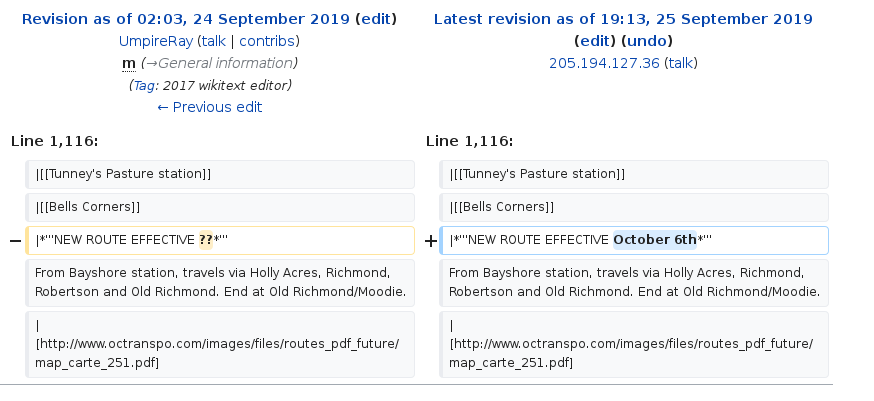 Revision as of 02:03, 24 September 2019 (edit)
UmpireRay (talk | contribs)
m (→General information)
(Tag: 2017 wikitext editor)
← Previous edit
Latest revision as of 19:13, 25 September 2019
(edit) (undo)
205.194.127.36 (talk)
Line 1,116:
Line 1,116:
|[[Tunney's Pasture station]]
|[[Tunney's Pasture station]]
|[[Bells Corners]]
|[[Bells Corners]]
− |*'''NEW ROUTE EFFECTIVE ??*'''
+ |*'''NEW ROUTE EFFECTIVE October 6th*'''
From Bayshore station, travels via Holly Acres, Richmond,
Robertson and Old Richmond. End at Old Richmond/Moodie.
From Bayshore station, travels via Holly Acres, Richmond,
Robertson and Old Richmond. End at Old Richmond/Moodie.
|
[http://www.octranspo.com/images/files/routes_pdf_future/
map_carte_251.pdf]
|
[http://www.octranspo.com/images/files/routes_pdf_future/
map_carte_251.pdf]